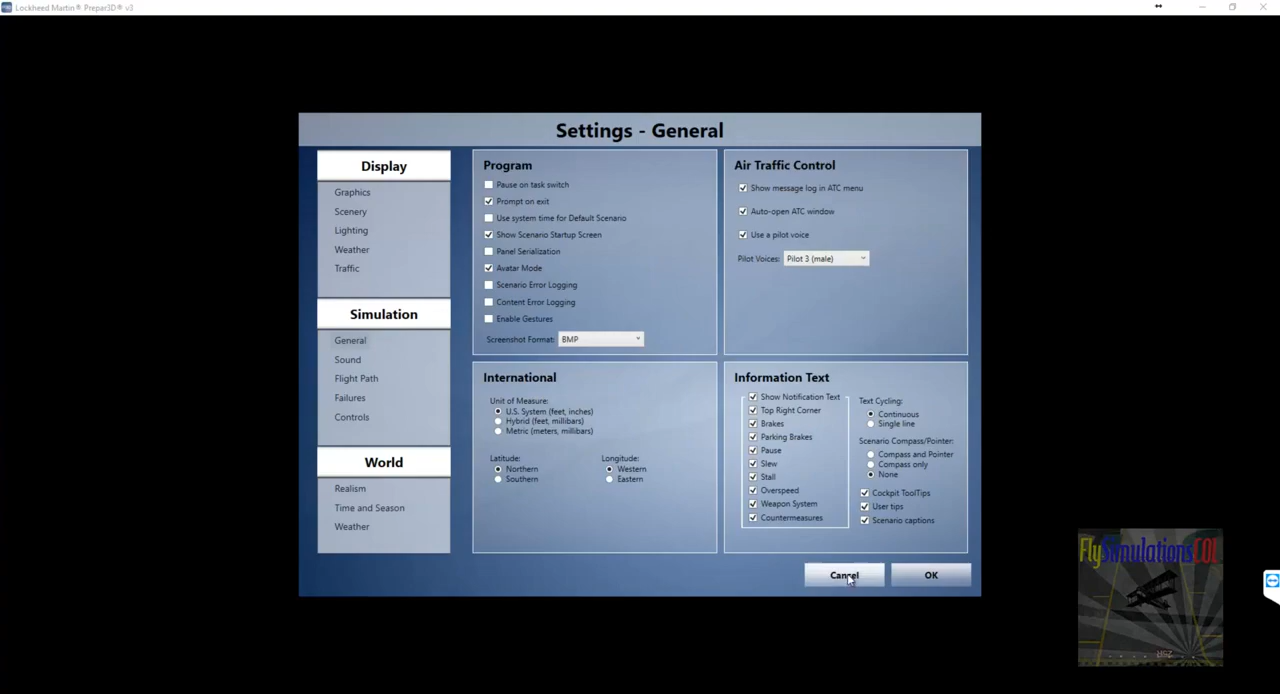 Lockheed Martin® Prepar3D® v3
Settings - General
Display
Graphics
Scenery
Lighting
Weather
Traffic
Simulation
General
Sound
Flight Path
Failures
Controls
World
Realism
Time and Season
Weather
Program
Pause on task switch
Prompt on exit
Use system time for Default Scenario
Show Scenario Startup Screen
Panel Serialization
Avatar Mode
Scenario Error Logging
Content Error Logging
Enable Gestures
Screenshot Format: BMP
Air Traffic Control
Show message log in ATC menu
Auto-open ATC window
Use a pilot voice
Pilot Voices: Pilot 3 (male)
International
Unit of Measure:
U.S. System (feet, inches)
Hybrid (feet, millibars)
Metric (meters, millibars)
Latitude:
Northern
Southern
Longitude:
Western
Eastern
Information Text
Show Notification Text
Top Right Corner
Brakes
Parking Brakes
Pause
Slew
Stall
Overspeed
Weapon System
Countermeasures
Text Cycling:
Continuous
Single line
Scenario Compass/Pointer:
Compass and Pointer
Compass only
None
Cockpit ToolTips
User tips
Scenario captions
Cancel
OK
FlySimulationsCOL